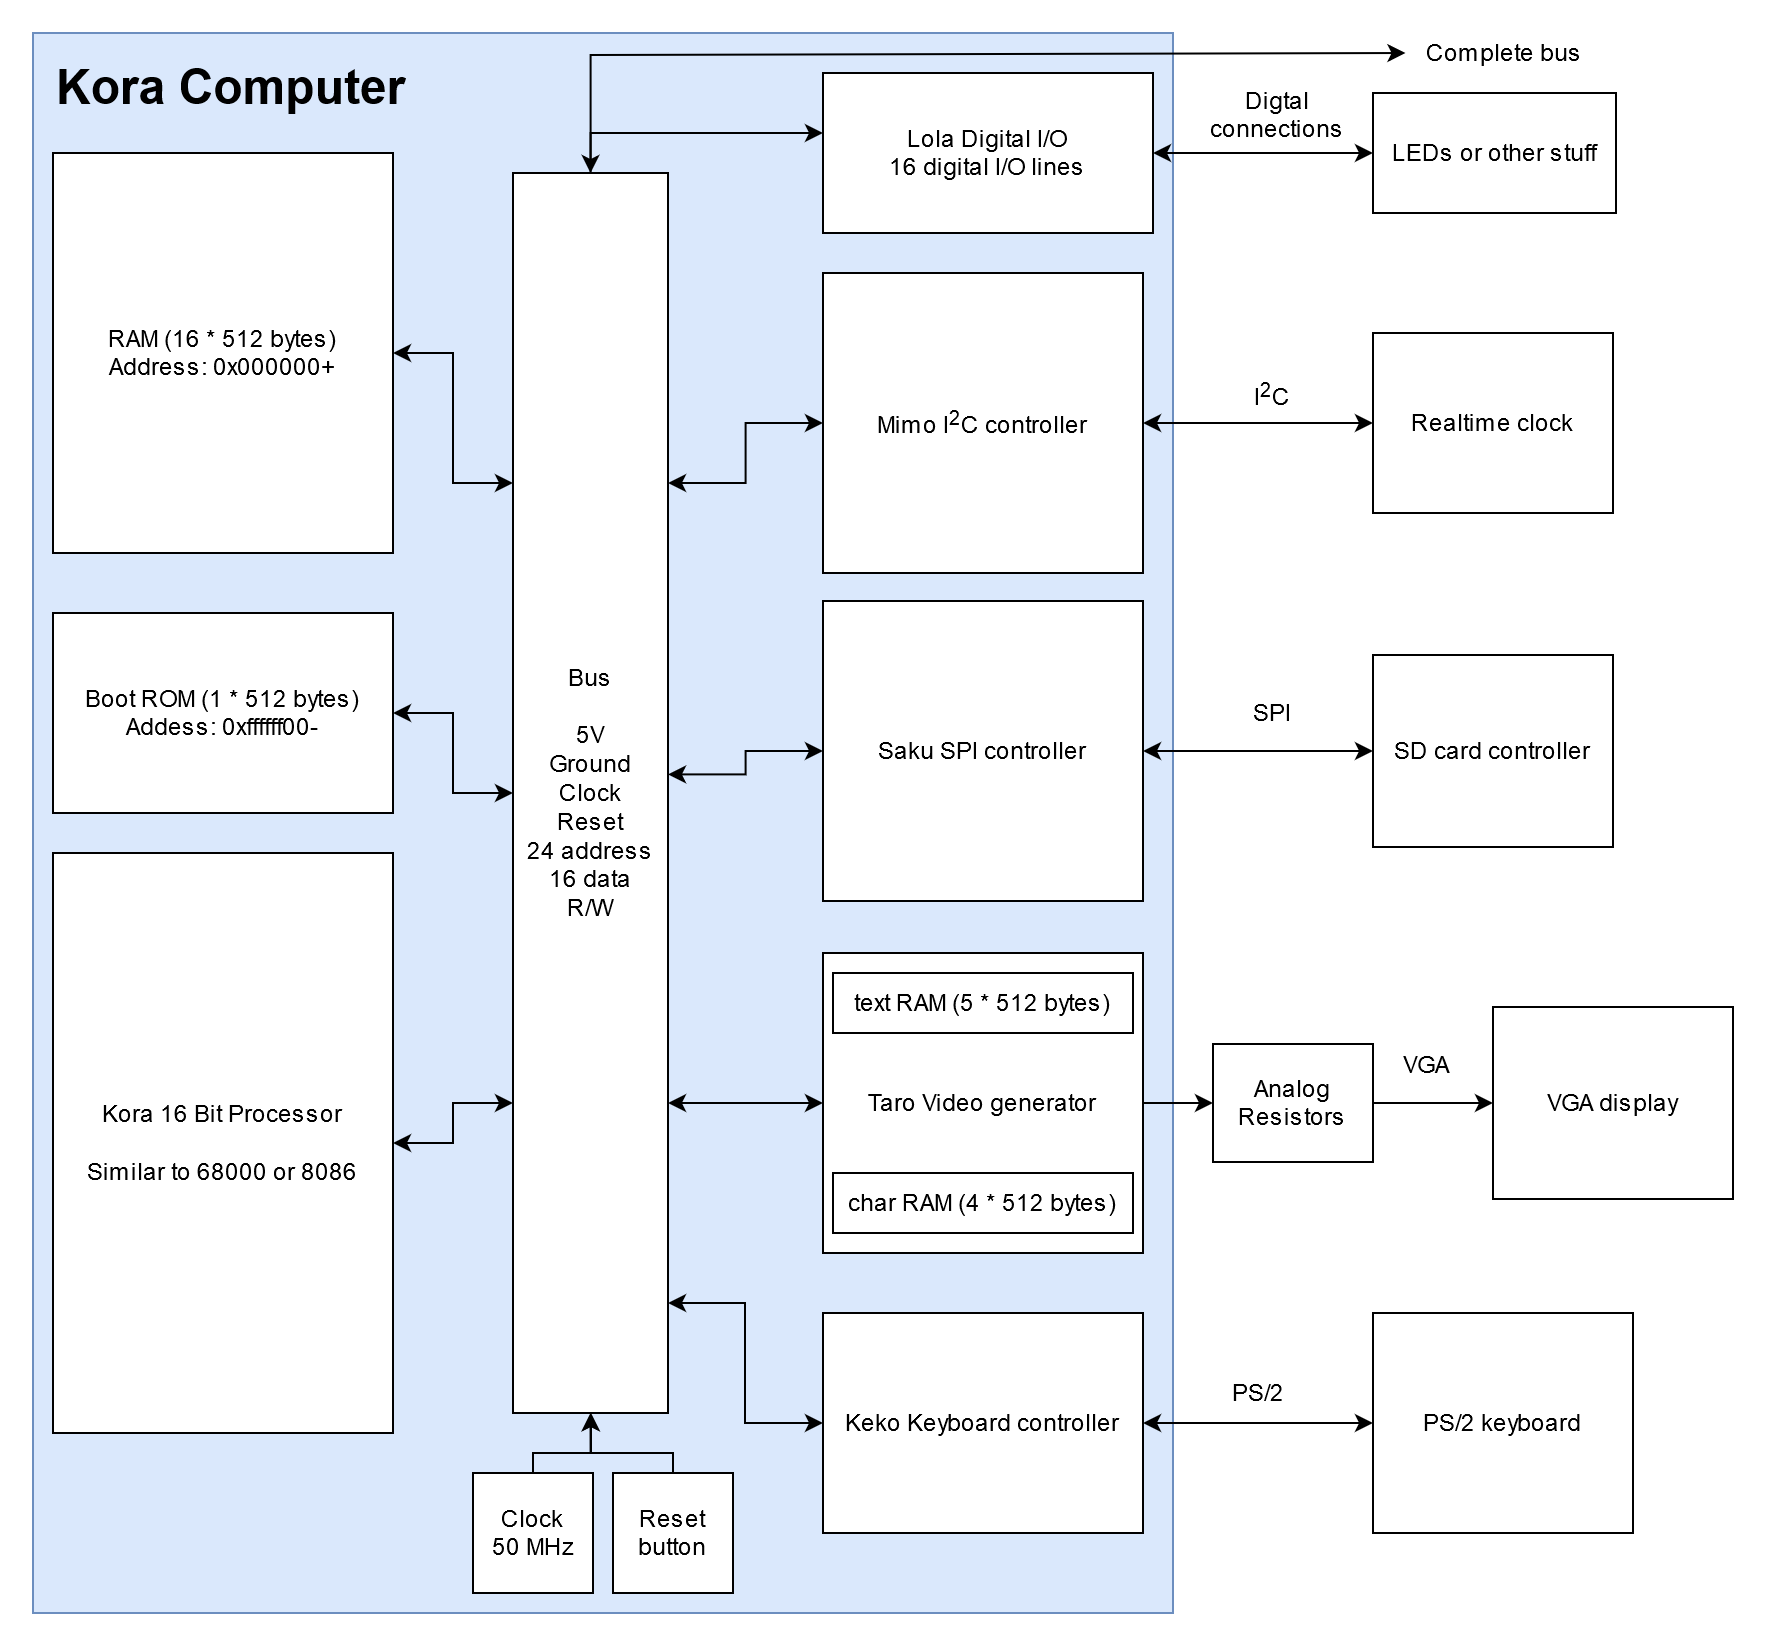 Kora Computer
Complete bus
Lola Digital I/O
16 digital I/O lines
Digtal
connections
LEDs or other stuff
RAM (16 * 512 bytes)
Address: 0x000000+
Mimo I²C controller
I²C
Realtime clock
Boot ROM (1 * 512 bytes)
Addess: 0xffffff00-
Bus
5V
Ground
Clock
Reset
24 address
16 data
R/W
Saku SPI controller
SPI
SD card controller
Kora 16 Bit Processor
Similar to 68000 or 8086
text RAM (5 * 512 bytes)
Taro Video generator
char RAM (4 * 512 bytes)
Analog
Resistors
VGA
VGA display
Keko Keyboard controller
PS/2
PS/2 keyboard
Clock
50 MHz
Reset
button